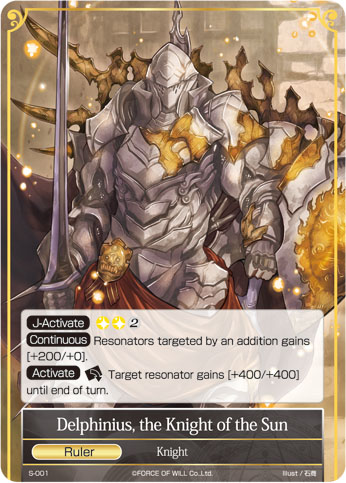 J-Activate 2
Continuous Resonators targeted by an addition gains
[+200/+0].
Activate Target resonator gains [+400/+400]
until end of turn.
Delphinius, the Knight of the Sun
Ruler Knight
S-001 ©FORCE OF WILL Co.,Ltd. Illust / 石商